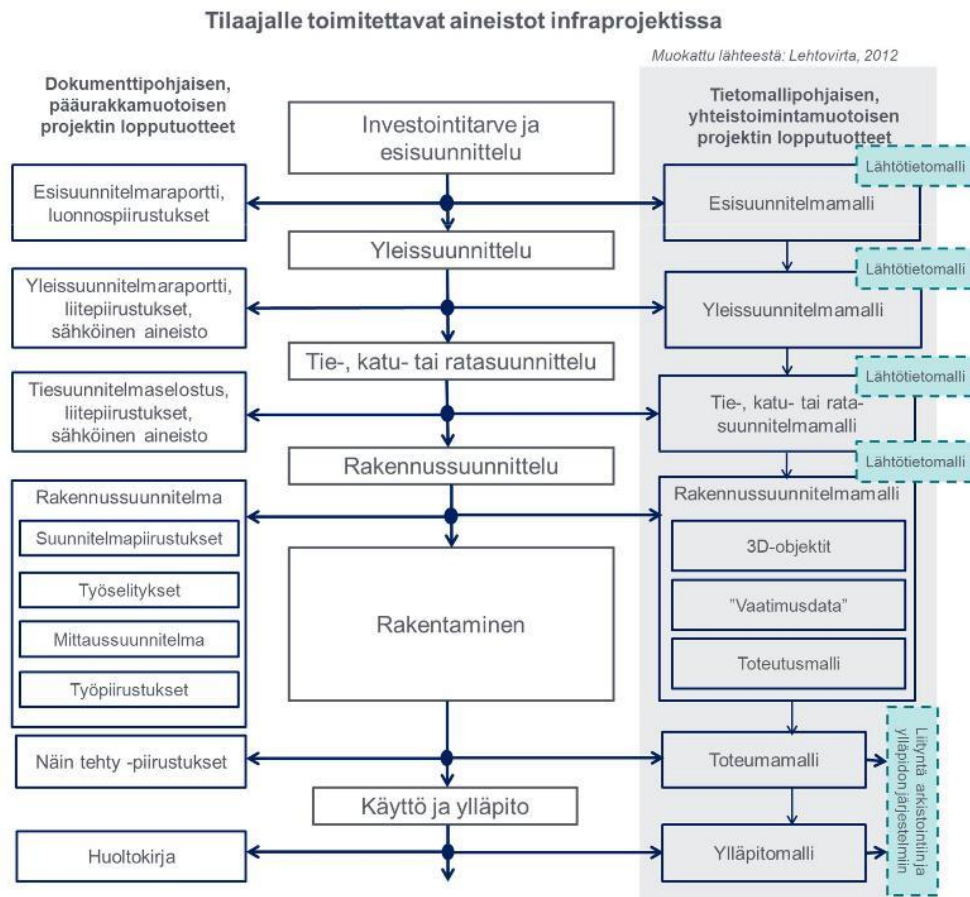 Tilaajalle toimitettavat aineistot infraprojektissa
Muokattu lähteestä: Lehtovirta, 2012
Dokumenttipohjaisen,
pääurakkamuotoisen
projektin lopputuotteet
Investointitarve ja
esisuunnittelu
Tietomallipohjaisen,
yhteistoimintamuotoisen
projektin lopputuotteet
Lähtötietomalli
Esisuunnitelmaraportti,
luonnospiirustukset
Esisuunnitelmamalli
Yleissuunnittelu
Lähtötietomalli
Yleissuunnitelmaraportti,
liitepiirustukset,
sähköinen aineisto
Yleissuunnitelmamalli
Tie-, katu- tai ratasuunnittelu
Lähtötietomalli
Tiesuunnitelmaselostus,
liitepiirustukset,
sähköinen aineisto
Tie-, katu- tai rata-
suunnitelmamalli
Rakennussuunnittelu
Lähtötietomalli
Rakennussuunnitelma
Suunnitelmapiirustukset
Työselitykset
Mittaussuunnitelma
Työpiirustukset
Rakentaminen
Rakennussuunnitelmamalli
3D-objektit
"Vaatimusdata"
Toteutusmalli
Näin tehty -piirustukset
Toteumamalli
Liityntä arkistointiin ja
ylläpidon järjestelmiin
Käyttö ja ylläpito
Huoltokirja
Ylläpitomalli